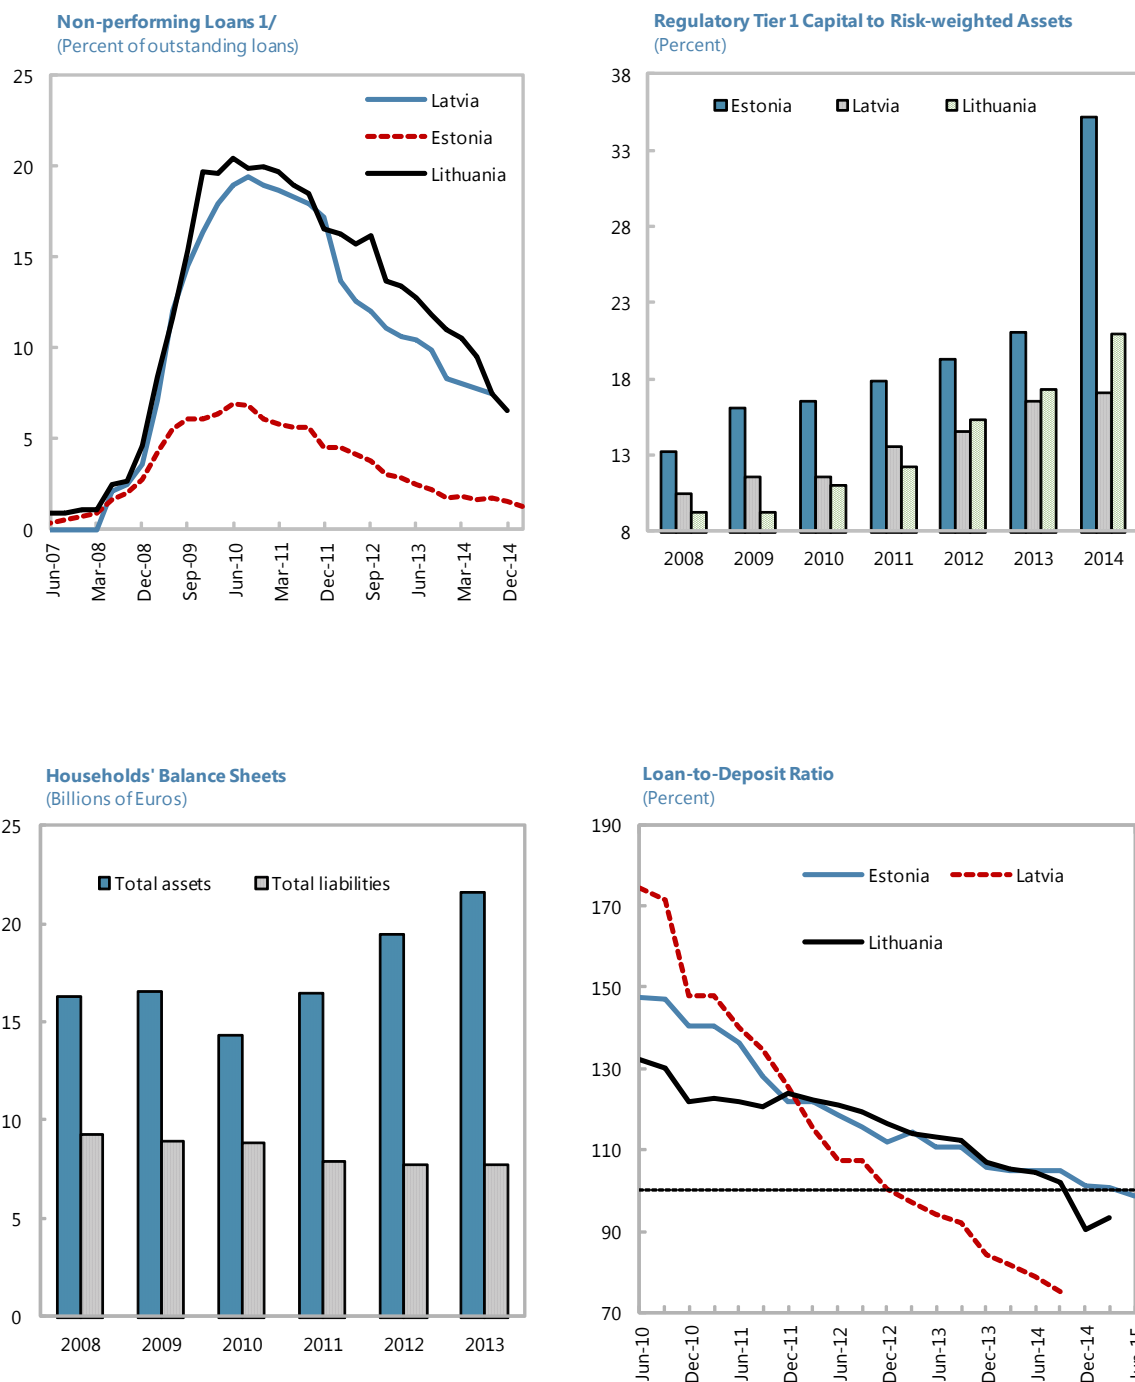 Non-performing Loans 1/
(Percent of outstanding loans)
25
20
15
10
5
0
Latvia
Estonia
Lithuania
Jun-07
Mar-08
Dec-08
Sep-09
Jun-10
Mar-11
Dec-11
Sep-12
Jun-13
Mar-14
Dec-14
Regulatory Tier 1 Capital to Risk-weighted Assets
(Percent)
38
33
28
23
18
13
8
Estonia Latvia Lithuania
2008 2009 2010 2011 2012 2013 2014
Households' Balance Sheets
(Billions of Euros)
25
20
15
10
5
0
Total assets Total liabilities
2008 2009 2010 2011 2012 2013
Loan-to-Deposit Ratio
(Percent)
190
170
150
130
110
90
70
Estonia Latvia
Lithuania
Jun-10
Dec-10
Jun-11
Dec-11
Jun-12
Dec-12
Jun-13
Dec-13
Jun-14
Dec-14
Jun-15